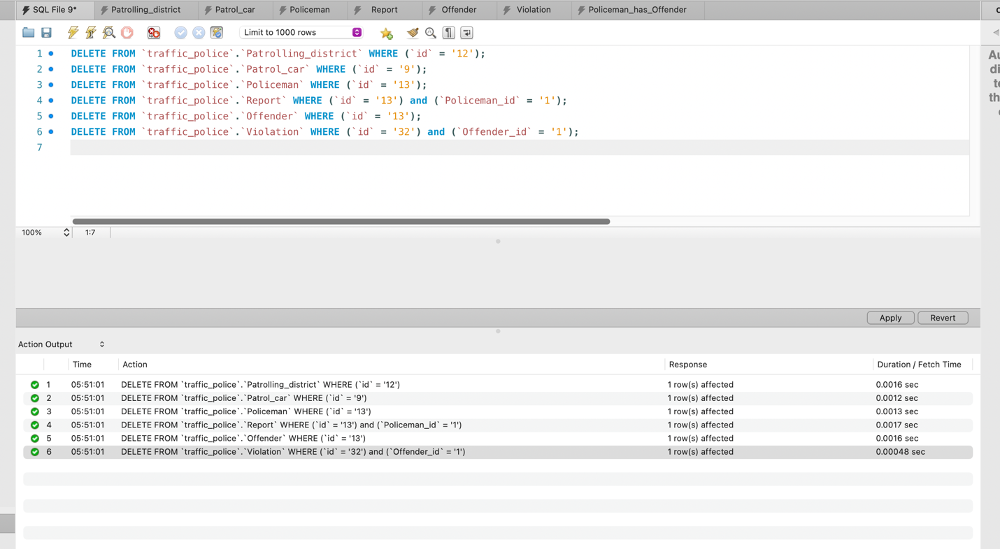 SQL File 9* Patrolling_district Patrol_car Policeman Report Offender Violation Policeman_has_Offender
Limit to 1000 rows
1 DELETE FROM `traffic_police`.`Patrolling_district` WHERE (`id` = '12');
2 DELETE FROM `traffic_police`.`Patrol_car` WHERE (`id` = '9');
3 DELETE FROM `traffic_police`.`Policeman` WHERE (`id` = '13');
4 DELETE FROM `traffic_police`.`Report` WHERE (`id` = '13') and (`Policeman_id` = '1');
5 DELETE FROM `traffic_police`.`Offender` WHERE (`id` = '13');
6 DELETE FROM `traffic_police`.`Violation` WHERE (`id` = '32') and (`Offender_id` = '1');
7
100% 1:7
Apply Revert
Action Output
Time Action Response Duration / Fetch Time
1 05:51:01 DELETE FROM `traffic_police`.`Patrolling_district` WHERE (`id` = '12') 1 row(s) affected 0.0016 sec
2 05:51:01 DELETE FROM `traffic_police`.`Patrol_car` WHERE (`id` = '9') 1 row(s) affected 0.0012 sec
3 05:51:01 DELETE FROM `traffic_police`.`Policeman` WHERE (`id` = '13') 1 row(s) affected 0.0013 sec
4 05:51:01 DELETE FROM `traffic_police`.`Report` WHERE (`id` = '13') and (`Policeman_id` = '1') 1 row(s) affected 0.0017 sec
5 05:51:01 DELETE FROM `traffic_police`.`Offender` WHERE (`id` = '13') 1 row(s) affected 0.0016 sec
6 05:51:01 DELETE FROM `traffic_police`.`Violation` WHERE (`id` = '32') and (`Offender_id` = '1') 1 row(s) affected 0.00048 sec